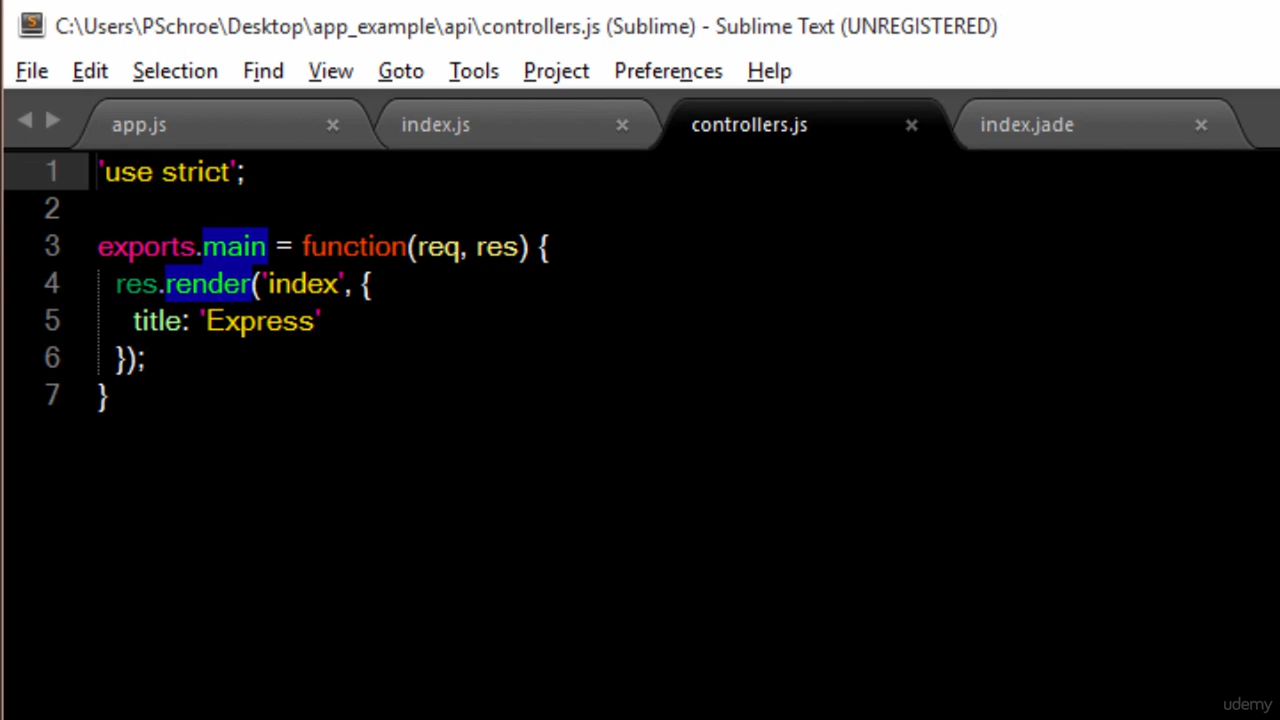 C:\Users\PSchroe\Desktop\app_example\api\controllers.js (Sublime) - Sublime Text (UNREGISTERED)
File Edit Selection Find View Goto Tools Project Preferences Help
app.js × index.js × controllers.js × index.jade ×
1 'use strict';
2
3 exports.main = function(req, res) {
4 res.render('index', {
5 title: 'Express'
6 });
7 }
udemy